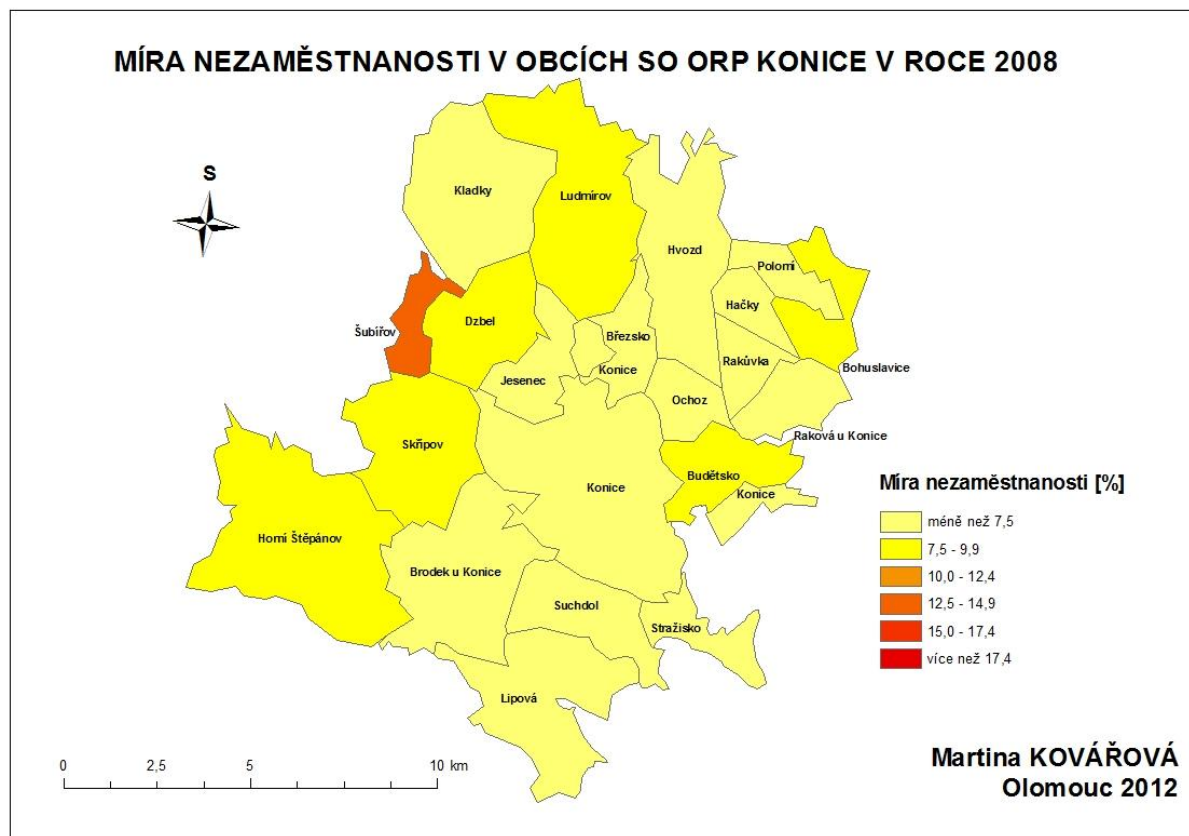 MÍRA NEZAMĚSTNANOSTI V OBCÍCH SO ORP KONICE V ROCE 2008
S
Kladky
Ludmírov
Hvozd
Polomí
Hačky
Šubířov
Dzbel
Březsko
Jesenec
Konice
Rakůvka
Bohuslavice
Ochoz
Skřípov
Raková u Konice
Budětsko
Konice
Konice
Horní Štěpánov
Brodek u Konice
Suchdol
Stražisko
Lipová
Míra nezaměstnanosti [%]
méně než 7,5
7,5 - 9,9
10,0 - 12,4
12,5 - 14,9
15,0 - 17,4
více než 17,4
0 2,5 5 10 km
Martina KOVÁŘOVÁ
Olomouc 2012